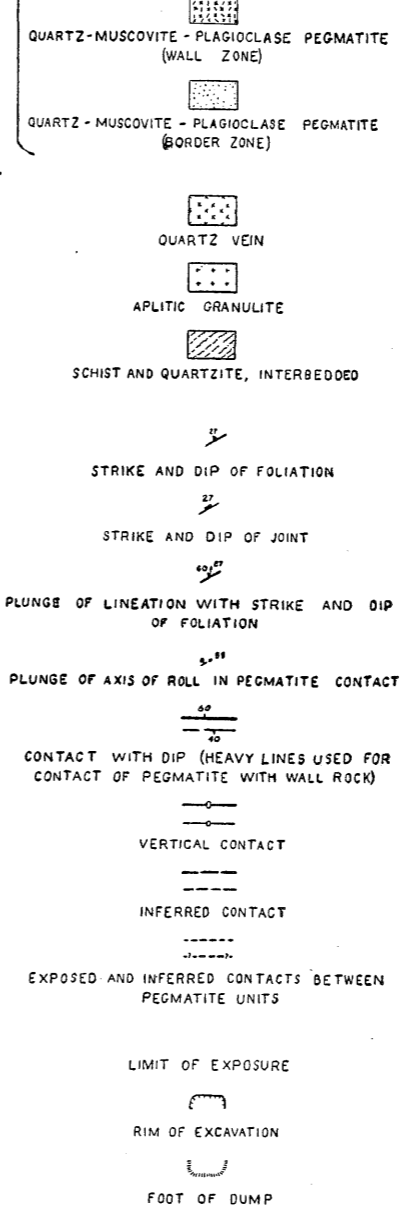 QUARTZ-MUSCOVITE-PLAGIOCLASE PEGMATITE
(WALL ZONE)
QUARTZ-MUSCOVITE-PLAGIOCLASE PEGMATITE
(BORDER ZONE)
QUARTZ VEIN
APLITIC GRANULITE
SCHIST AND QUARTZITE, INTERBEDDED
27
STRIKE AND DIP OF FOLIATION
27
STRIKE AND DIP OF JOINT
60 27
PLUNGE OF LINEATION WITH STRIKE AND DIP
OF FOLIATION
PLUNGE OF AXIS OF ROLL IN PEGMATITE CONTACT
60
40
CONTACT WITH DIP (HEAVY LINES USED FOR
CONTACT OF PEGMATITE WITH WALL ROCK)
VERTICAL CONTACT
INFERRED CONTACT
EXPOSED AND INFERRED CONTACTS BETWEEN
PEGMATITE UNITS
LIMIT OF EXPOSURE
RIM OF EXCAVATION
FOOT OF DUMP